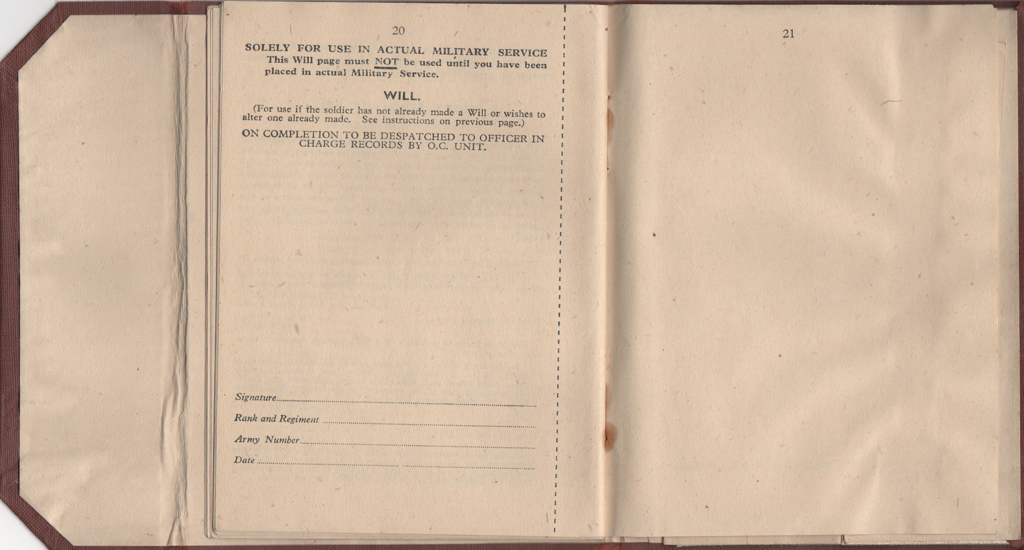 20
SOLELY FOR USE IN ACTUAL MILITARY SERVICE
This Will page must NOT be used until you have been
placed in actual Military Service.
WILL.
(For use if the soldier has not already made a Will or wishes to
alter one already made. See instructions on previous page.)
ON COMPLETION TO BE DESPATCHED TO OFFICER IN
CHARGE RECORDS BY O.C. UNIT.
Signature
Rank and Regiment
Army Number
Date
21